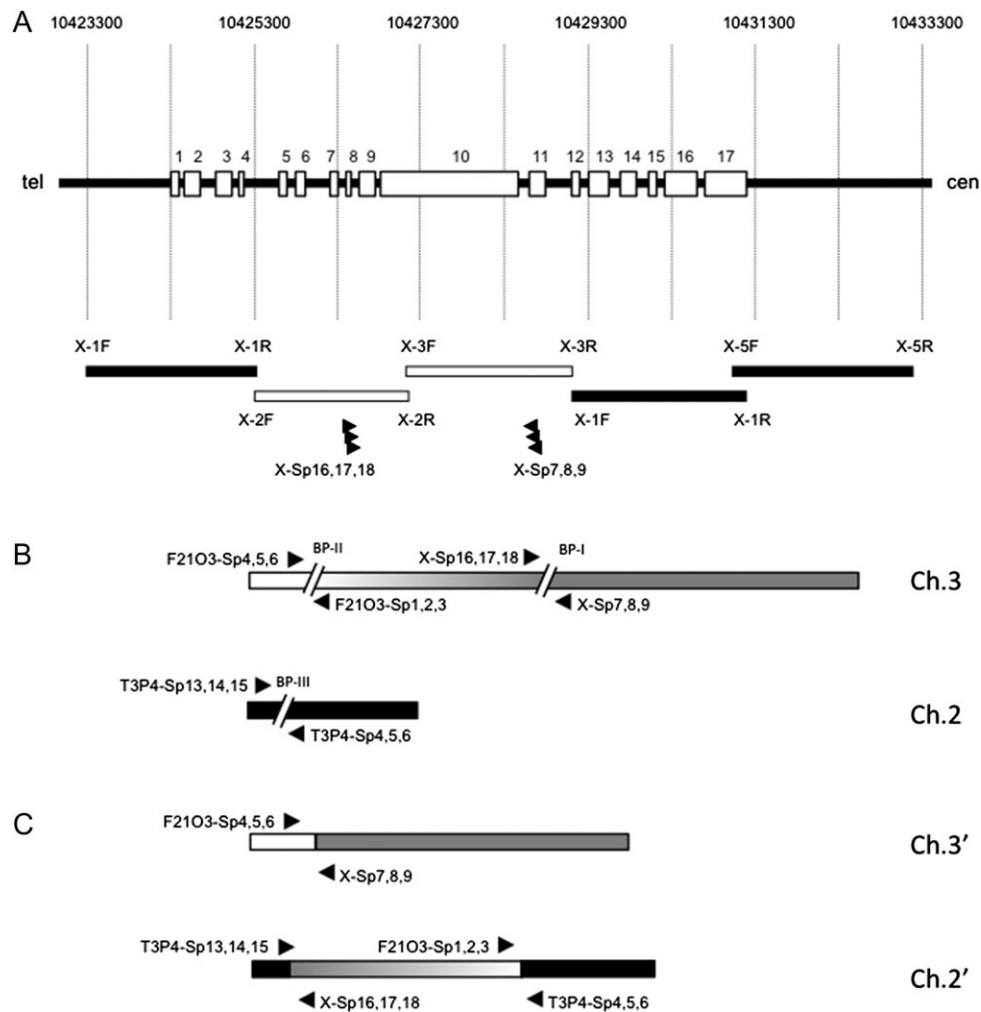 A
10423300 10425300 10427300 10429300 10431300 10433300
1 2 3 4 5 6 7 8 9 10 11 12 13 14 15 16 17
tel cen
X-1F X-1R X-3F X-3R X-5F X-5R
X-2F X-2R X-1F X-1R
X-Sp16,17,18 X-Sp7,8,9
B
F21O3-Sp4,5,6 BP-II X-Sp16,17,18 BP-I
Ch.3
F21O3-Sp1,2,3 X-Sp7,8,9
T3P4-Sp13,14,15 BP-III
Ch.2
T3P4-Sp4,5,6
C
F21O3-Sp4,5,6
Ch.3’
X-Sp7,8,9
T3P4-Sp13,14,15 F21O3-Sp1,2,3
Ch.2’
X-Sp16,17,18 T3P4-Sp4,5,6